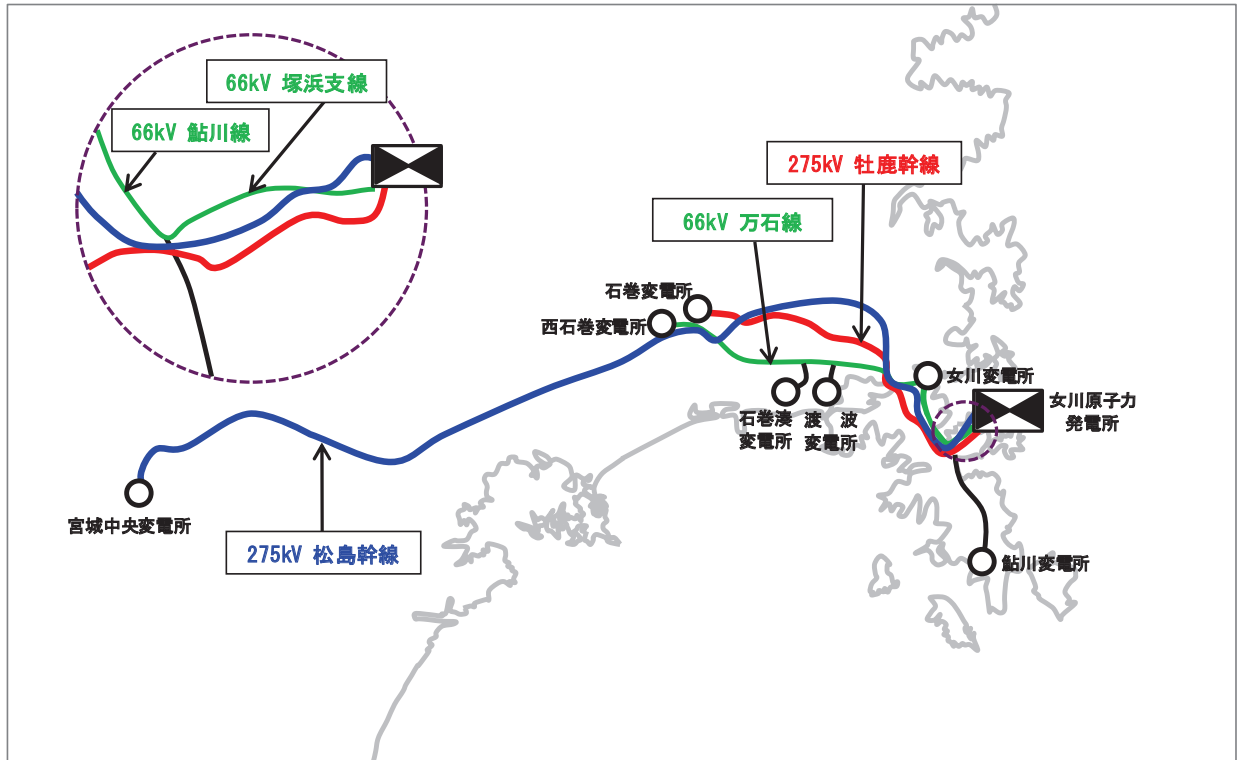 66kV 塚浜支線
66kV 鮎川線
275kV 牡鹿幹線
66kV 万石線
石巻変電所
西石巻変電所
女川変電所
女川原子力
発電所
石巻湊
変電所
渡 波
変電所
宮城中央変電所
275kV 松島幹線
鮎川変電所